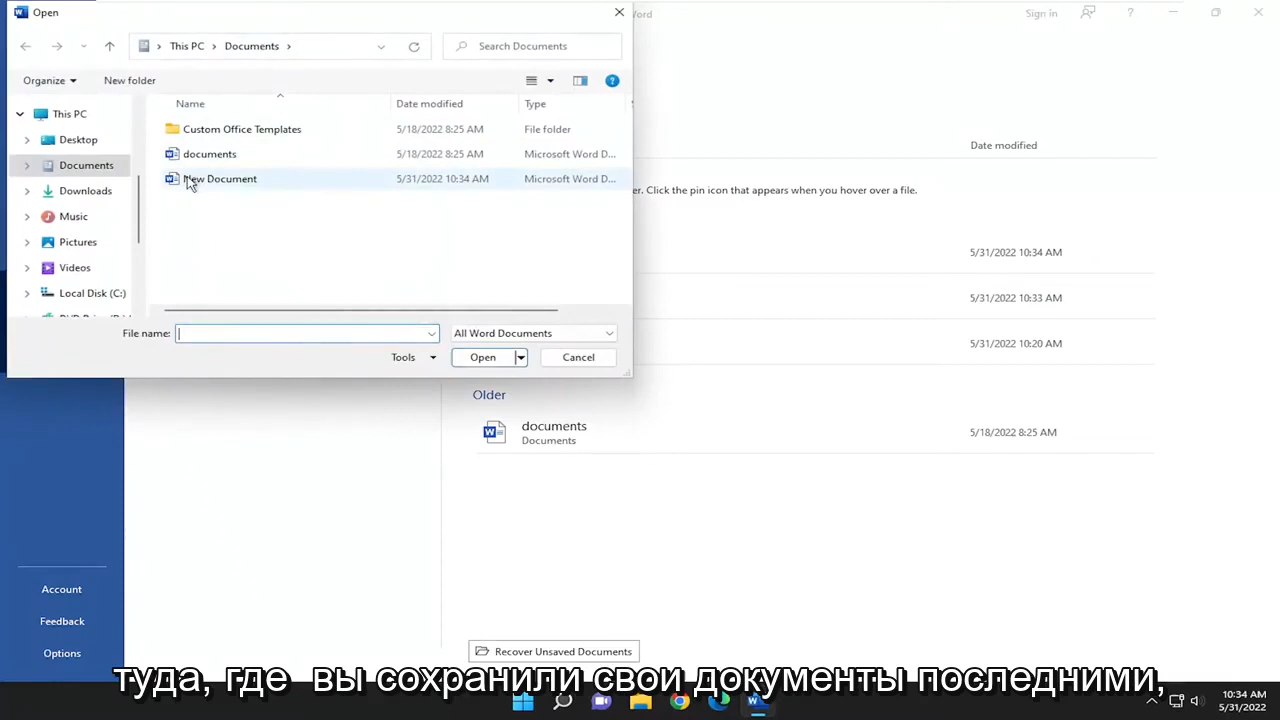 Open
Word
Sign in
?
This PC > Documents >
Search Documents
Organize
New folder
?
Name
Date modified
Type
This PC
Desktop
Documents
Downloads
Music
Pictures
Videos
Local Disk (C:)
Custom Office Templates 5/18/2022 8:25 AM File folder
documents 5/18/2022 8:25 AM Microsoft Word D...
New Document 5/31/2022 10:34 AM Microsoft Word D...
File name:
All Word Documents
Tools
Open
Cancel
Date modified
er. Click the pin icon that appears when you hover over a file.
5/31/2022 10:34 AM
5/31/2022 10:33 AM
5/31/2022 10:20 AM
Older
documents
Documents
5/18/2022 8:25 AM
Account
Feedback
Options
Recover Unsaved Documents
туда, где вы сохранили свои документы последними,
10:34 AM
5/31/2022